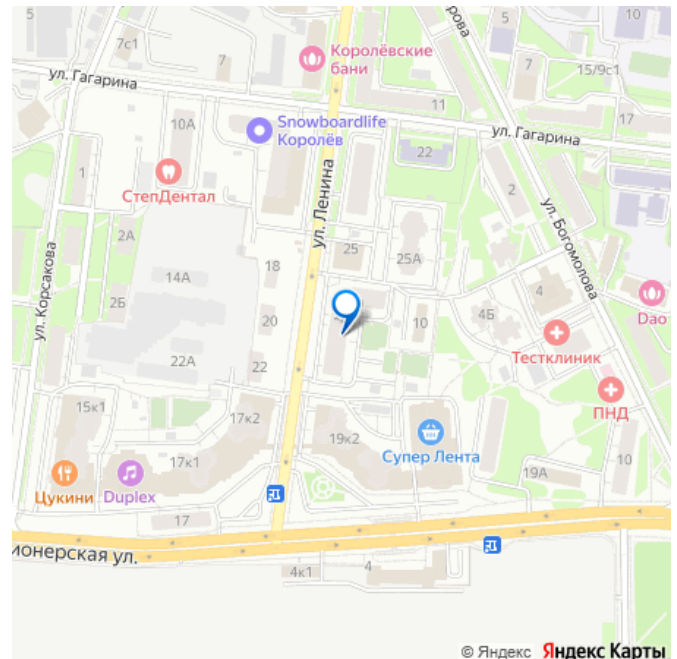 5
7с1
7
Королёвские
бани
рова
5
10
7
15/9с1
ул. Гагарина
11
17
10А
Snowboardlife
Королёв
ул. Гагарина
22
1
СтепДентал
2
ул. Ленина
ул. Богомолова
2А
25
25А
ул. Корсакова
18
14А
2Б
20
10
4Б
4
Dao
Тестклиник
22А
22
ПНД
15к1
17к2
19к2
Супер Лента
17к1
Цукини
Duplex
19А
10
17
ионерская ул.
4к1
4
© Яндекс Яндекс Карты